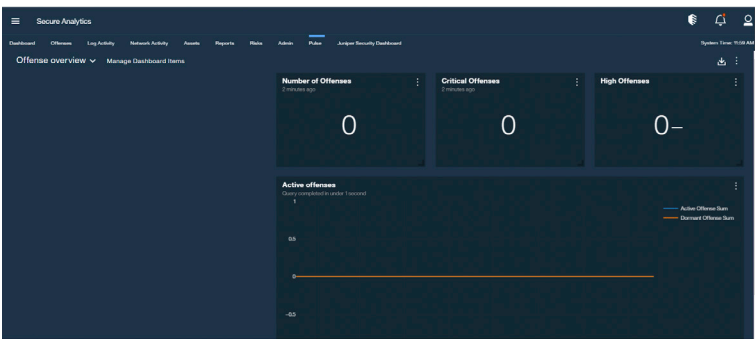 Secure Analytics
Dashboard Offenses Log Activity Network Activity Assets Reports Risks Admin Pulse Juniper Security Dashboard System Time: 11:59 AM
Offense overview Manage Dashboard Items
Number of Offenses
2 minutes ago
0
Critical Offenses
2 minutes ago
0
High Offenses
0–
Active offenses
Query completed in under 1 second
1
0.5
0
-0.5
Active Offense Sum
Dormant Offense Sum